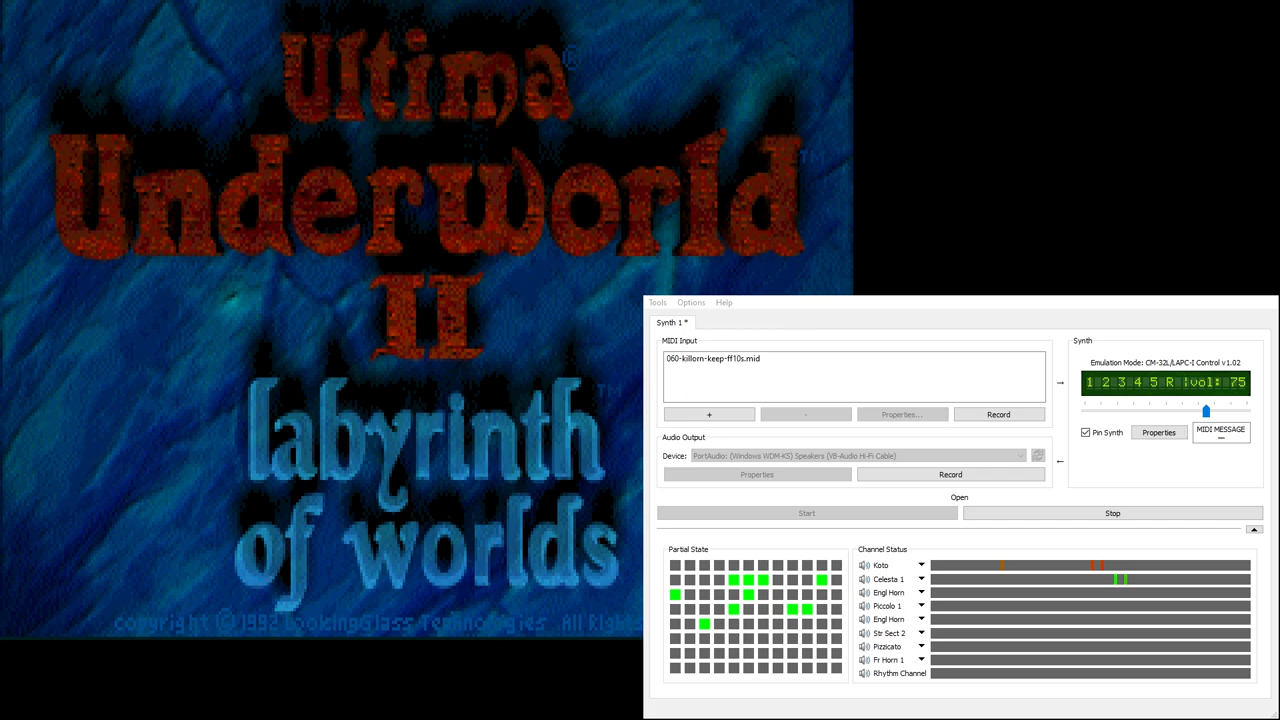 Ultima®
Underworld™
II
labyrinth™
of worlds
copyright ©1992 LookingGlass Technologies All Rights
Tools Options Help
Synth 1 *
MIDI Input
060-killorn-keep-ff10s.mid
+ - Properties... Record
Audio Output
Device: PortAudio: (Windows WDM-KS) Speakers (VB-Audio Hi-Fi Cable)
Properties Record
→
←
Synth
Emulation Mode: CM-32L/LAPC-I Control v1.02
1 2 3 4 5 R |vol: 75
Pin Synth Properties MIDI MESSAGE
Open
Start Stop
Partial State
Channel Status
Koto
Celesta 1
Engl Horn
Piccolo 1
Engl Horn
Str Sect 2
Pizzicato
Fr Horn 1
Rhythm Channel